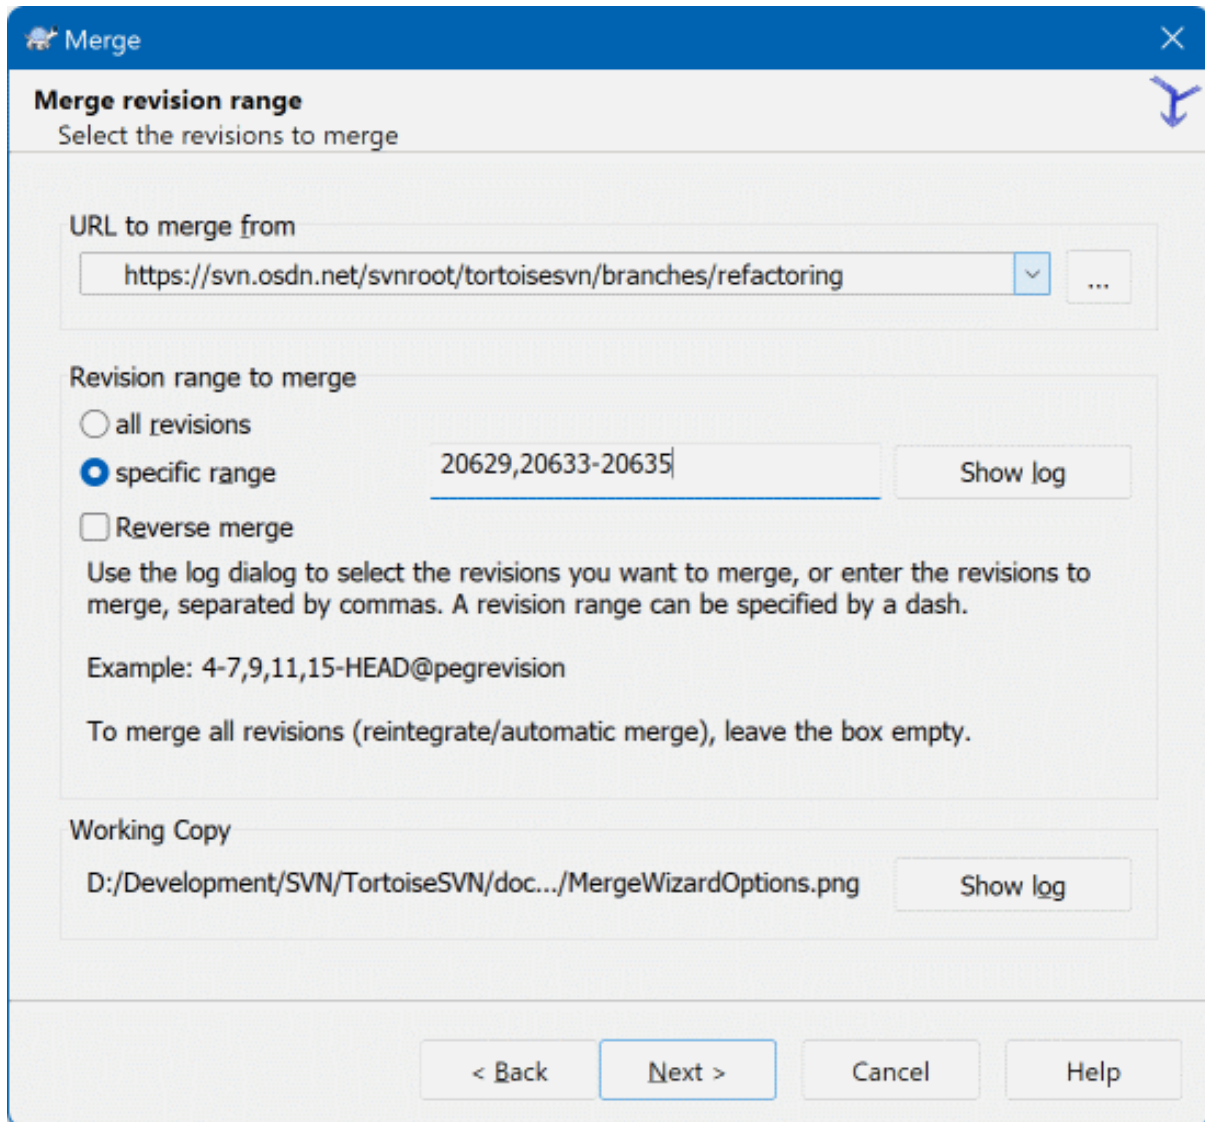 Merge
Merge revision range
Select the revisions to merge
URL to merge from
https://svn.osdn.net/svnroot/tortoisesvn/branches/refactoring
...
Revision range to merge
all revisions
specific range 20629,20633-20635 Show log
Reverse merge
Use the log dialog to select the revisions you want to merge, or enter the revisions to
merge, separated by commas. A revision range can be specified by a dash.
Example: 4-7,9,11,15-HEAD@pegrevision
To merge all revisions (reintegrate/automatic merge), leave the box empty.
Working Copy
D:/Development/SVN/TortoiseSVN/doc.../MergeWizardOptions.png Show log
< Back Next > Cancel Help